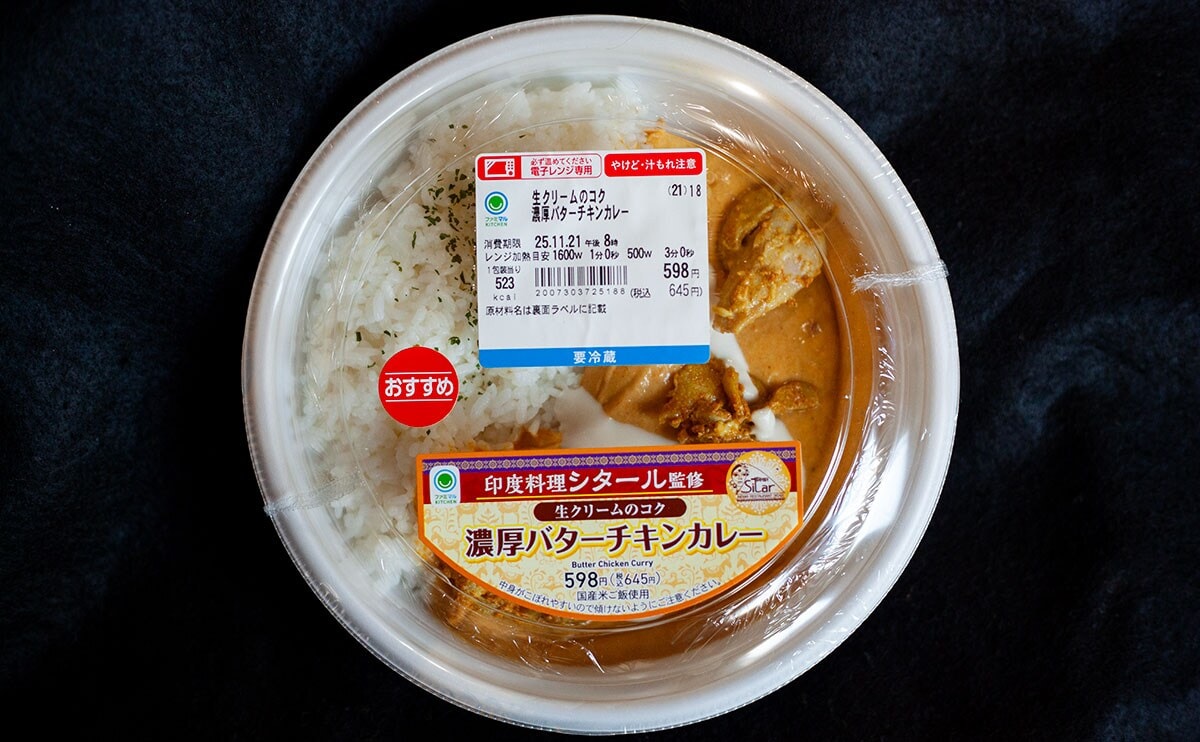 必ず温めてください
電子レンジ専用
やけど・汁もれ注意
ファミマル
KITCHEN
生クリームのコク
濃厚バターチキンカレー
(21)18
消費期限 25.11.21 午後 8時
レンジ加熱目安 1600W 1分0秒 500W 3分0秒
1包装当り
523
kcal
2007303725188
598円
(税込 645円)
原材料名は裏面ラベルに記載
要冷蔵
おすすめ
ファミマル
KITCHEN
印度料理シタール監修
SiTar
生クリームのコク
濃厚バターチキンカレー
Butter Chicken Curry
598円(税込645円)
国産米ご飯使用
中身がこぼれやすいので傾けないようにご注意ください。